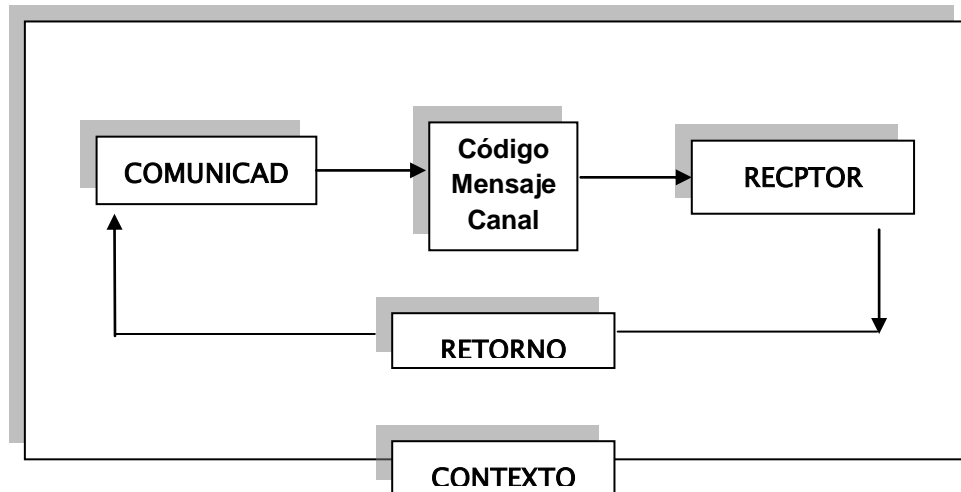 COMUNICAD
Código
Mensaje
Canal
RECPTOR
RETORNO
CONTEXTO